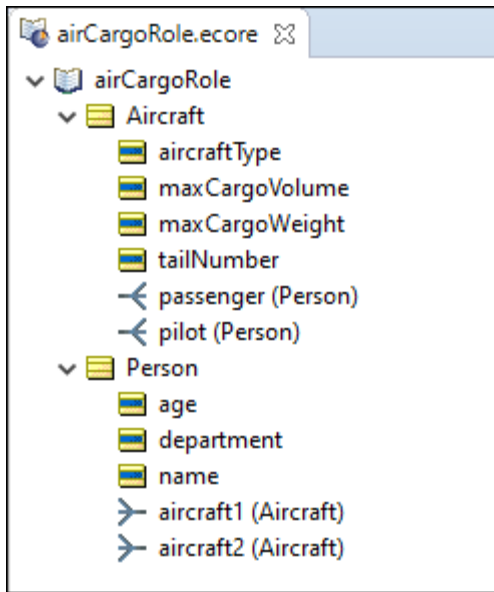 airCargoRole.ecore
airCargoRole
Aircraft
aircraftType
maxCargoVolume
maxCargoWeight
tailNumber
passenger (Person)
pilot (Person)
Person
age
department
name
aircraft1 (Aircraft)
aircraft2 (Aircraft)